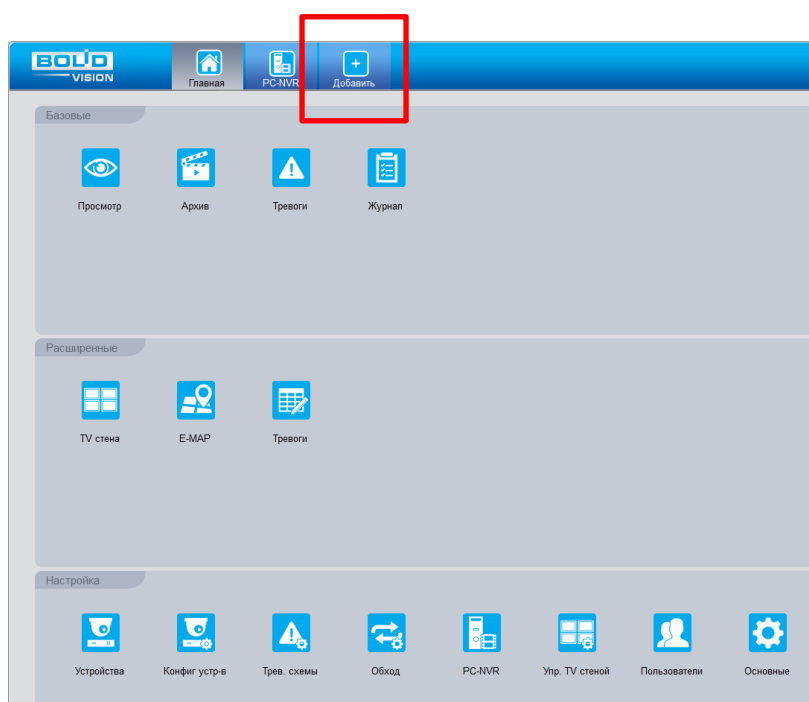 BOLID
VISION
Главная
PC-NVR
Добавить
Базовые
Просмотр
Архив
Тревоги
Журнал
Расширенные
TV стена
E-MAP
Тревоги
Настройка
Устройства
Конфиг устр-в
Трев. схемы
Обход
PC-NVR
Упр. TV стеной
Пользователи
Основные